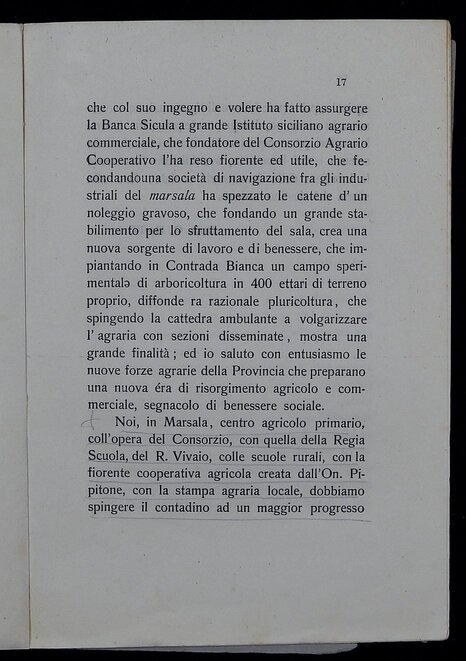 17
che col suo ingegno e volere ha fatto assurgere
la Banca Sicula a grande Istituto siciliano agrario
commerciale, che fondatore del Consorzio Agrario
Cooperativo l'ha reso fiorente ed utile, che fe-
condandouna società di navigazione fra gli indu-
striali del marsala ha spezzato le catene d'un
noleggio gravoso, che fondando un grande sta-
bilimento per lo sfruttamento del sala, crea una
nuova sorgente di lavoro e di benessere, che im-
piantando in Contrada Bianca un campo speri-
mentale di arboricoltura in 400 ettari di terreno
proprio, diffonde ra razionale pluricoltura, che
spingendo la cattedra ambulante a volgarizzare
l'agraria con sezioni disseminate, mostra una
grande finalità; ed io saluto con entusiasmo le
nuove forze agrarie della Provincia che preparano
una nuova éra di risorgimento agricolo e com-
merciale, segnacolo di benessere sociale.
Noi, in Marsala, centro agricolo primario,
coll'opera del Consorzio, con quella della Regia
Scuola, del R. Vivaio, colle scuole rurali, con la
fiorente cooperativa agricola creata dall'On. Pi-
pitone, con la stampa agraria locale, dobbiamo
spingere il contadino ad un maggior progresso